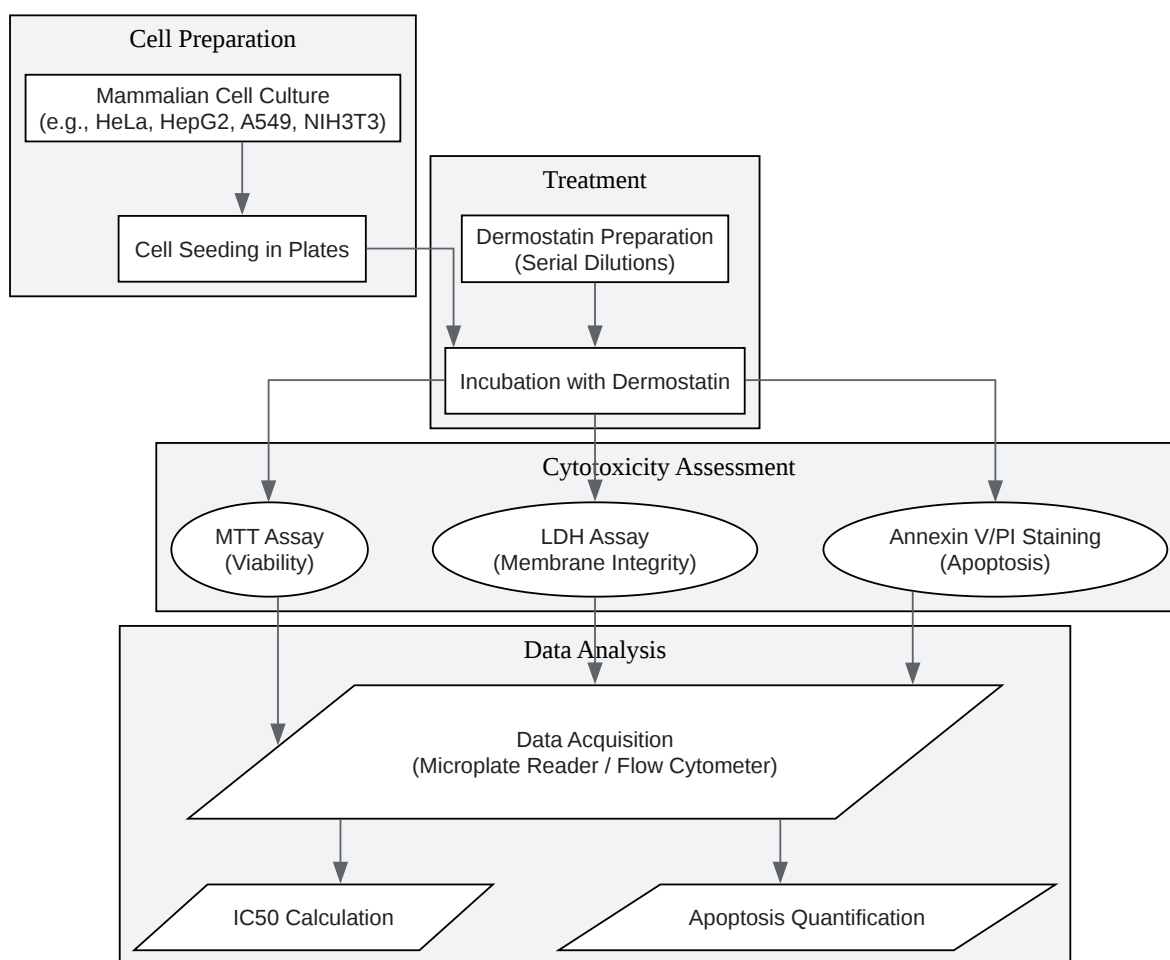 Cell Preparation
Mammalian Cell Culture
(e.g., HeLa, HepG2, A549, NIH3T3)
Cell Seeding in Plates
Treatment
Dermostatin Preparation
(Serial Dilutions)
Incubation with Dermostatin
Cytotoxicity Assessment
MTT Assay
(Viability)
LDH Assay
(Membrane Integrity)
Annexin V/PI Staining
(Apoptosis)
Data Analysis
Data Acquisition
(Microplate Reader / Flow Cytometer)
IC50 Calculation
Apoptosis Quantification